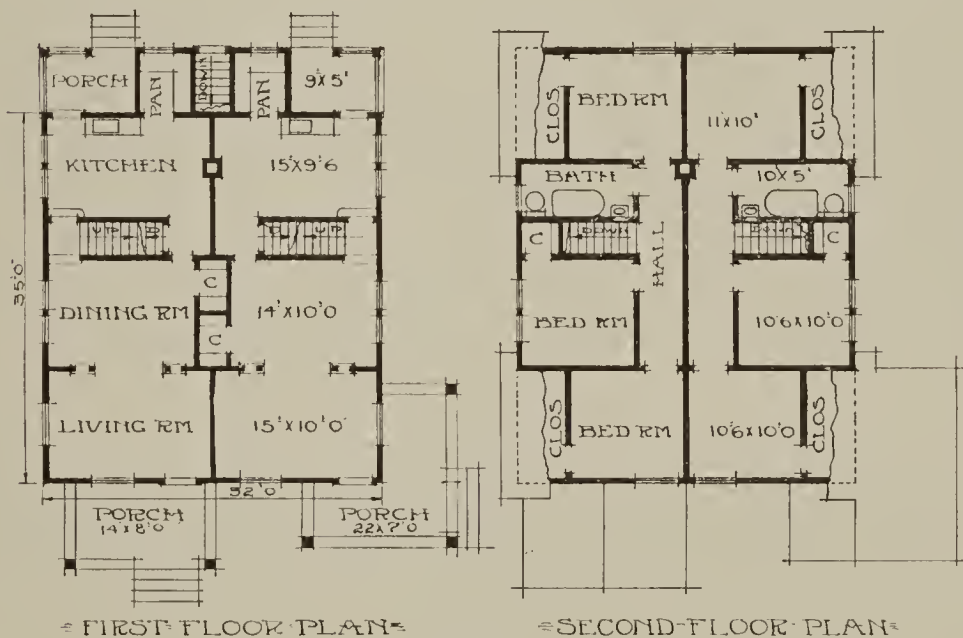 PORCH
PAN
DOWN
PAN
9'x5'
KITCHEN
15'x9'6
UP
UP
35'0"
C
DINING RM
14'x10'0
C
LIVING RM
15'x10'0
32'0"
PORCH
14'x8'0
PORCH
22'x7'0
=FIRST FLOOR PLAN=
CLOS
BED RM
11'x10'
CLOS
BATH
10'x5'
C
DOWN
HALL
C
BED RM
10'6x10'0
CLOS
BED RM
10'6x10'0
CLOS
=SECOND-FLOOR PLAN=